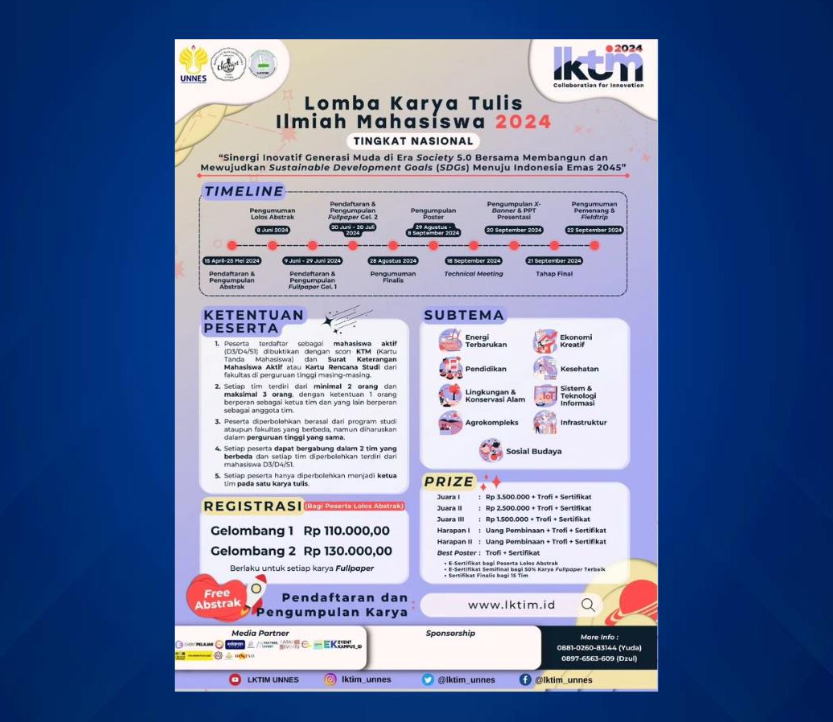 UNNES
2024
lktim
Collaboration for Innovation
Lomba Karya Tulis
Ilmiah Mahasiswa 2024
TINGKAT NASIONAL
“Sinergi Inovatif Generasi Muda di Era Society 5.0 Bersama Membangun dan
Mewujudkan Sustainable Development Goals (SDGs) Menuju Indonesia Emas 2045”
TIMELINE
Pengumuman
Lolos Abstrak
8 Juni 2024
Pendaftaran &
Pengumpulan
Fullpaper Gel. 2
30 Juni - 28 Juli
2024
Pengumpulan
Poster
29 Agustus -
8 September 2024
Pengumpulan X-
Banner & PPT
Presentasi
20 September 2024
Pengumuman
Pemenang &
Fieldtrip
22 September 2024
15 April-25 Mei 2024
Pendaftaran &
Pengumpulan
Abstrak
9 Juni - 29 Juni 2024
Pendaftaran &
Pengumpulan
Fullpaper Gel. 1
28 Agustus 2024
Pengumuman
Finalis
18 September 2024
Technical Meeting
21 September 2024
Tahap Final
KETENTUAN
PESERTA
1. Peserta terdaftar sebagai mahasiswa aktif
(D3/D4/S1) dibuktikan dengan scan KTM (Kartu
Tanda Mahasiswa) dan Surat Keterangan
Mahasiswa Aktif atau Kartu Rencana Studi dari
fakultas di perguruan tinggi masing-masing.
2. Setiap tim terdiri dari minimal 2 orang dan
maksimal 3 orang, dengan ketentuan 1 orang
berperan sebagai ketua tim dan yang lain berperan
sebagai anggota tim.
3. Peserta diperbolehkan berasal dari program studi
ataupun fakultas yang berbeda, namun diharuskan
dalam perguruan tinggi yang sama.
4. Setiap peserta dapat bergabung dalam 2 tim yang
berbeda dan setiap tim diperbolehkan terdiri dari
mahasiswa D3/D4/S1.
5. Setiap peserta hanya diperbolehkan menjadi ketua
tim pada satu karya tulis.
SUBTEMA
Energi
Terbarukan
Ekonomi
Kreatif
Pendidikan
Kesehatan
Lingkungan &
Konservasi Alam
Sistem &
Teknologi
Informasi
Agrokompleks
Infrastruktur
Sosial Budaya
REGISTRASI (Bagi Peserta Lolos Abstrak)
Gelombang 1 Rp 110.000,00
Gelombang 2 Rp 130.000,00
Berlaku untuk setiap karya Fullpaper
PRIZE
Juara I : Rp 3.500.000 + Trofi + Sertifikat
Juara II : Rp 2.500.000 + Trofi + Sertifikat
Juara III : Rp 1.500.000 + Trofi + Sertifikat
Harapan I : Uang Pembinaan + Trofi + Sertifikat
Harapan II : Uang Pembinaan + Trofi + Sertifikat
Best Poster : Trofi + Sertifikat
• E-Sertifikat bagi Peserta Lolos Abstrak
• E-Sertifikat Semifinal bagi 50% Karya Fullpaper Terbaik
• Sertifikat Finalis bagi 15 Tim
Free
Abstrak
Pendaftaran dan
Pengumpulan Karya :
www.lktim.id
Media Partner
EVENT
KAMPUS_ID
Sponsorship
More Info :
0881-0260-83144 (Yuda)
0897-6563-609 (Dzul)
LKTIM UNNES
lktim_unnes
@lktim_unnes
@lktim_unnes